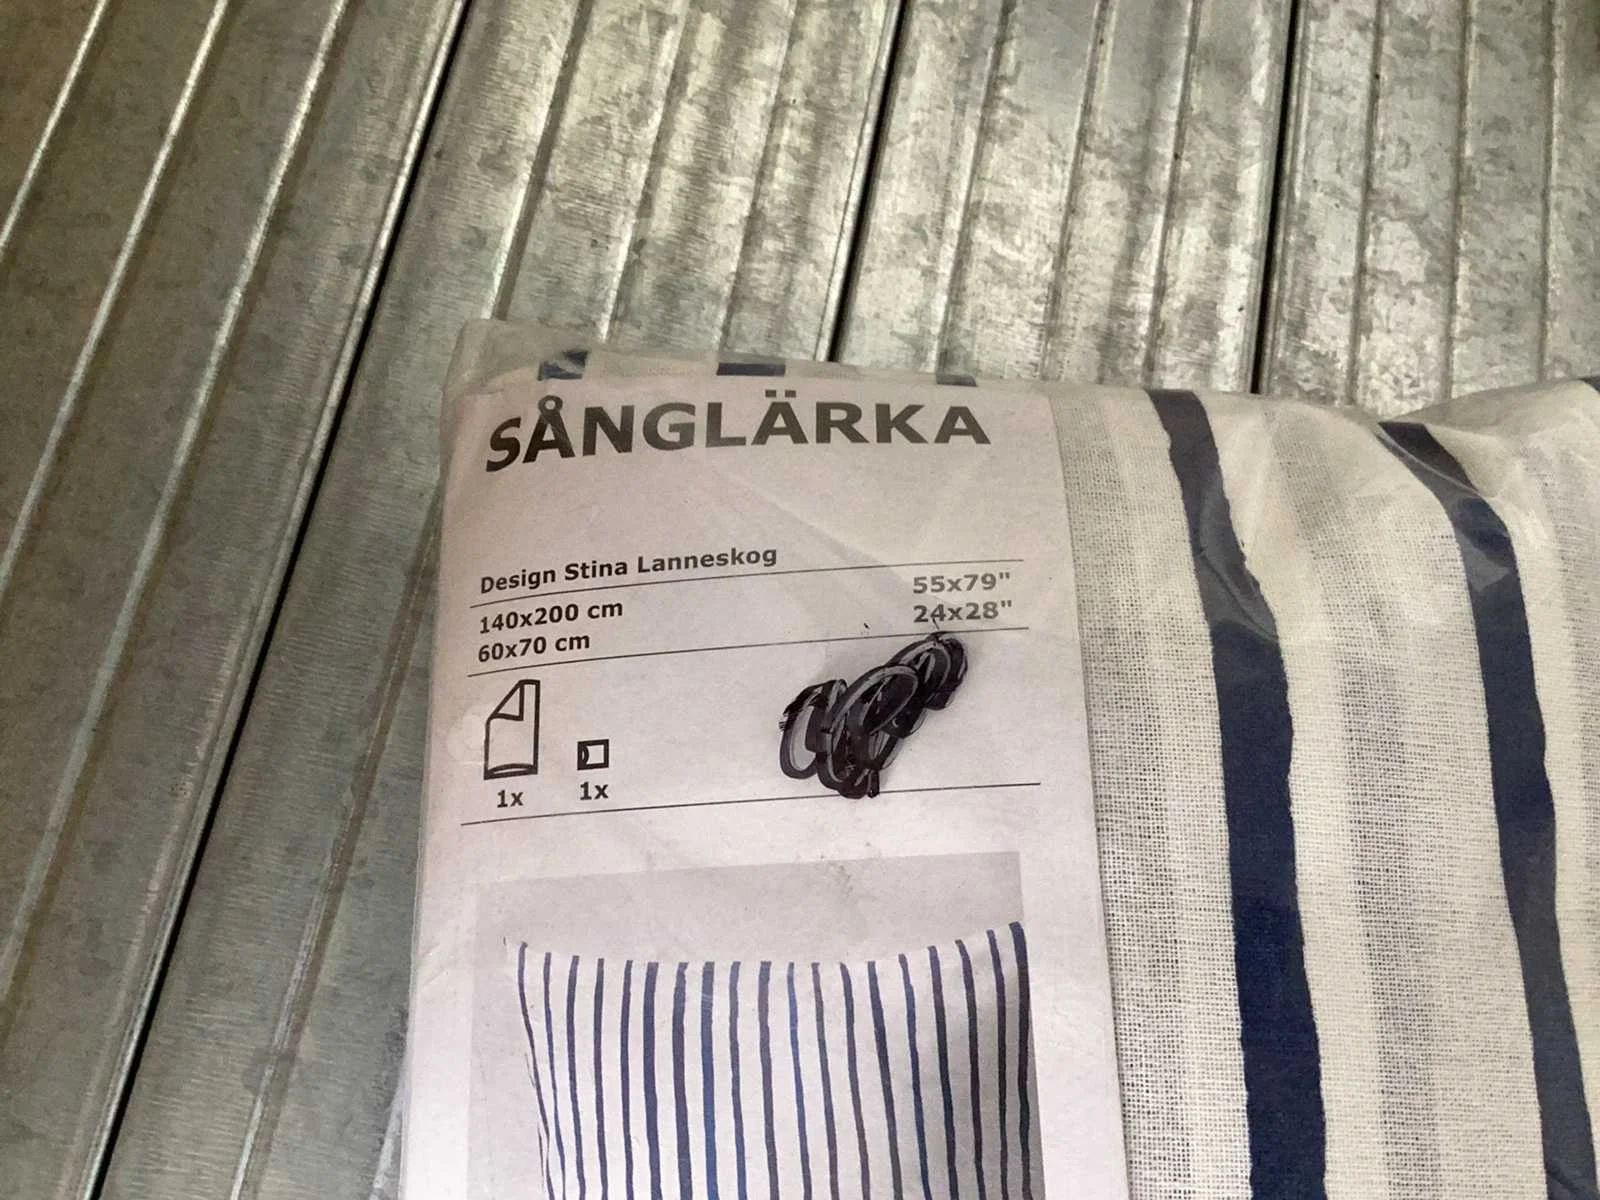 SÅNGLÄRKA
Design Stina Lanneskog
140x200 cm 55x79"
60x70 cm 24x28"
1x 1x